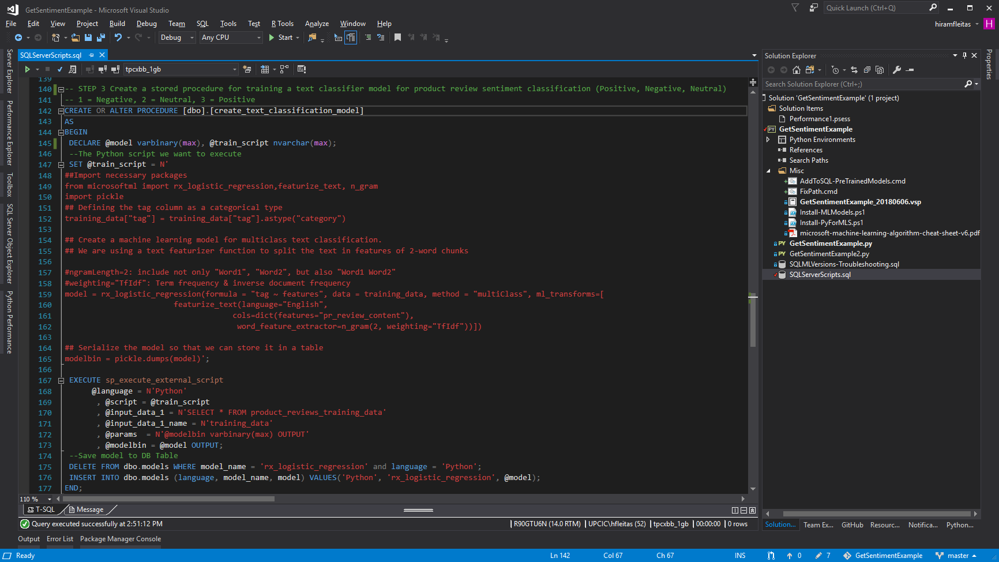 GetSentimentExample - Microsoft Visual Studio
Quick Launch (Ctrl+Q)
File Edit View Project Build Debug Team SQL Tools Test R Tools Analyze Window Help
hiramfleitas H
Debug Any CPU Start
SQLServerScripts.sql
tpcxbb_1gb
Server Explorer
Performance Explorer
Toolbox
SQL Server Object Explorer
Python Performance
139
140 -- STEP 3 Create a stored procedure for training a text classifier model for product review sentiment classification (Positive, Negative, Neutral)
141 -- 1 = Negative, 2 = Neutral, 3 = Positive
142 CREATE OR ALTER PROCEDURE [dbo].[create_text_classification_model]
143 AS
144 BEGIN
145 DECLARE @model varbinary(max), @train_script nvarchar(max);
146 --The Python script we want to execute
147 SET @train_script = N'
148 ##Import necessary packages
149 from microsoftml import rx_logistic_regression,featurize_text, n_gram
150 import pickle
151 ## Defining the tag column as a categorical type
152 training_data["tag"] = training_data["tag"].astype("category")
153
154 ## Create a machine learning model for multiclass text classification.
155 ## We are using a text featurizer function to split the text in features of 2-word chunks
156
157 #ngramLength=2: include not only "Word1", "Word2", but also "Word1 Word2"
158 #weighting="TfIdf": Term frequency & inverse document frequency
159 model = rx_logistic_regression(formula = "tag ~ features", data = training_data, method = "multiClass", ml_transforms=[
160 featurize_text(language="English",
161 cols=dict(features="pr_review_content"),
162 word_feature_extractor=n_gram(2, weighting="TfIdf"))])
163
164 ## Serialize the model so that we can store it in a table
165 modelbin = pickle.dumps(model)';
166
167 EXECUTE sp_execute_external_script
168 @language = N'Python'
169 , @script = @train_script
170 , @input_data_1 = N'SELECT * FROM product_reviews_training_data'
171 , @input_data_1_name = N'training_data'
172 , @params = N'@modelbin varbinary(max) OUTPUT'
173 , @modelbin = @model OUTPUT;
174 --Save model to DB Table
175 DELETE FROM dbo.models WHERE model_name = 'rx_logistic_regression' and language = 'Python';
176 INSERT INTO dbo.models (language, model_name, model) VALUES('Python', 'rx_logistic_regression', @model);
177 END;
110 %
T-SQL Message
Query executed successfully at 2:51:12 PM
R90GTU6N (14.0 RTM) UPCIC\hfleitas (52) tpcxbb_1gb 00:00:00 0 rows
Output Error List Package Manager Console
Solution Explorer
Search Solution Explorer (Ctrl+;)
Solution 'GetSentimentExample' (1 project)
Solution Items
Performance1.psess
PY GetSentimentExample
Python Environments
References
Search Paths
Misc
AddToSQL-PreTrainedModels.cmd
FixPath.cmd
GetSentimentExample_20180606.vsp
Install-MLModels.ps1
Install-PyForMLS.ps1
microsoft-machine-learning-algorithm-cheat-sheet-v6.pdf
PY GetSentimentExample.py
PY GetSentimentExample2.py
SQLMLVersions-Troubleshooting.sql
SQLServerScripts.sql
Solution... Team Ex... GitHub Resourc... Notifica... Python...
Properties
Ready Ln 142 Col 67 Ch 67 INS 0 7 GetSentimentExample master